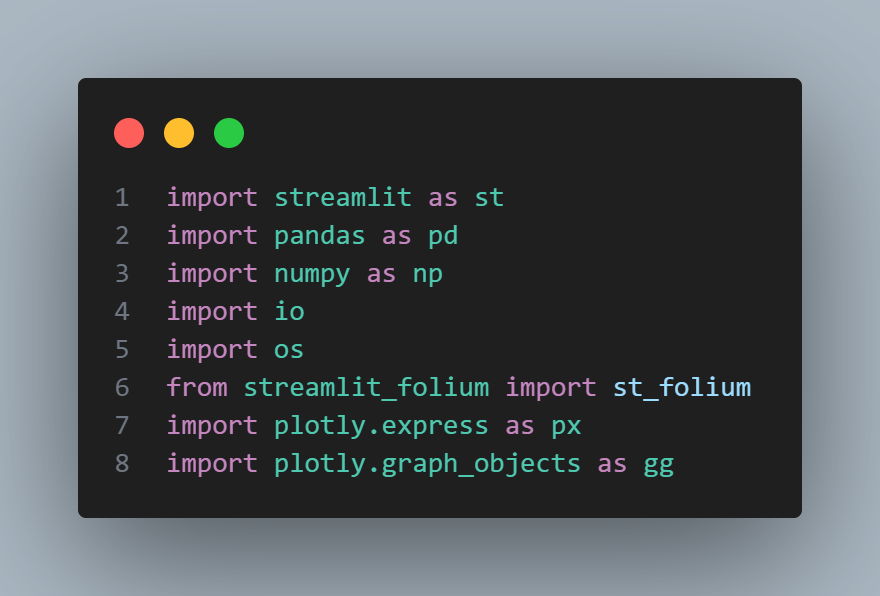 1 import streamlit as st
2 import pandas as pd
3 import numpy as np
4 import io
5 import os
6 from streamlit_folium import st_folium
7 import plotly.express as px
8 import plotly.graph_objects as gg